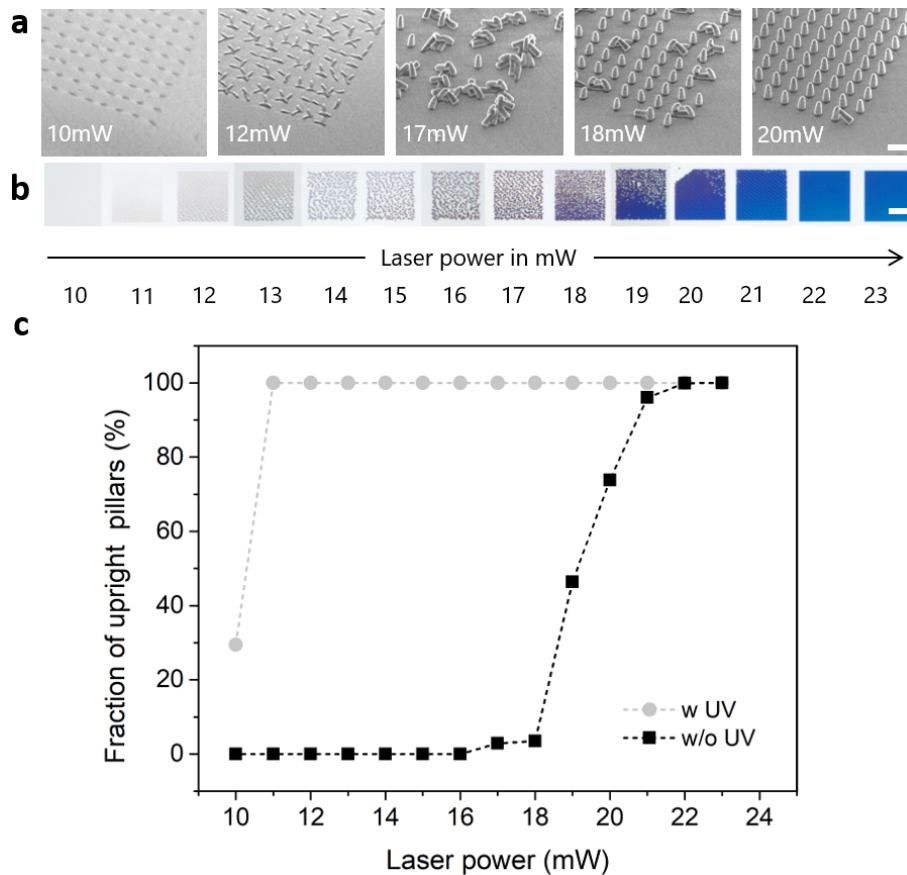 a
10mW 12mW 17mW 18mW 20mW
b
Laser power in mW
10 11 12 13 14 15 16 17 18 19 20 21 22 23
c
Fraction of upright pillars (%)
100
80
60
40
20
0
w UV
w/o UV
10 12 14 16 18 20 22 24
Laser power (mW)